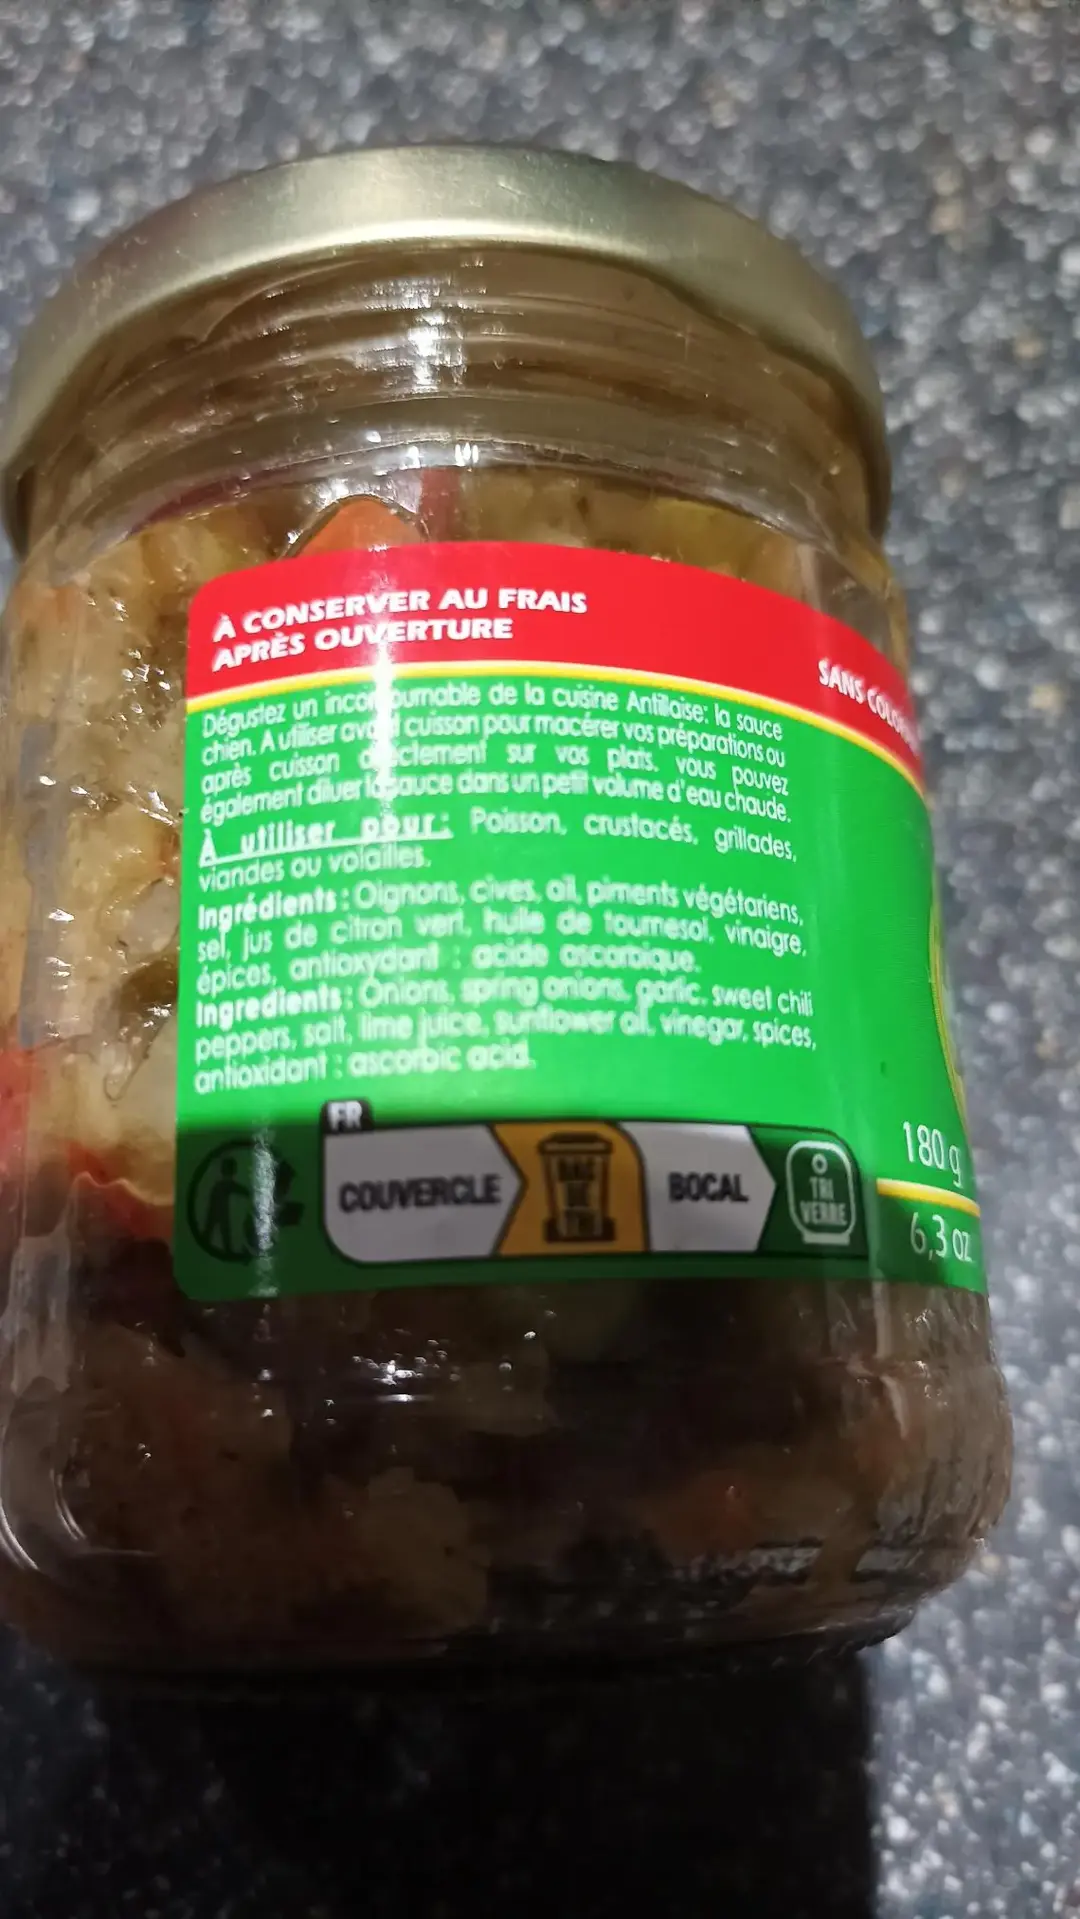 À CONSERVER AU FRAIS
APRÈS OUVERTURE
SANS
Dégustez un incontournable de la cuisine Antillaise: la sauce
chien. A utiliser avant cuisson pour macérer vos préparations ou
après cuisson directement sur vos plats. vous pouvez
également diluer la sauce dans un petit volume d'eau chaude.
À utiliser pour: Poisson, crustacés, grillades,
viandes ou volailles.
Ingrédients : Oignons, cives, ail, piments végétariens,
sel, jus de citron vert, huile de tournesol, vinaigre,
épices, antioxydant : acide ascorbique.
Ingredients: Onions, spring onions, garlic, sweet chili
peppers, salt, lime juice, sunflower oil, vinegar, spices,
antioxidant : ascorbic acid.
FR
COUVERCLE
BAC
DE
TRI
BOCAL
TRI
VERRE
180 g
6,3 oz